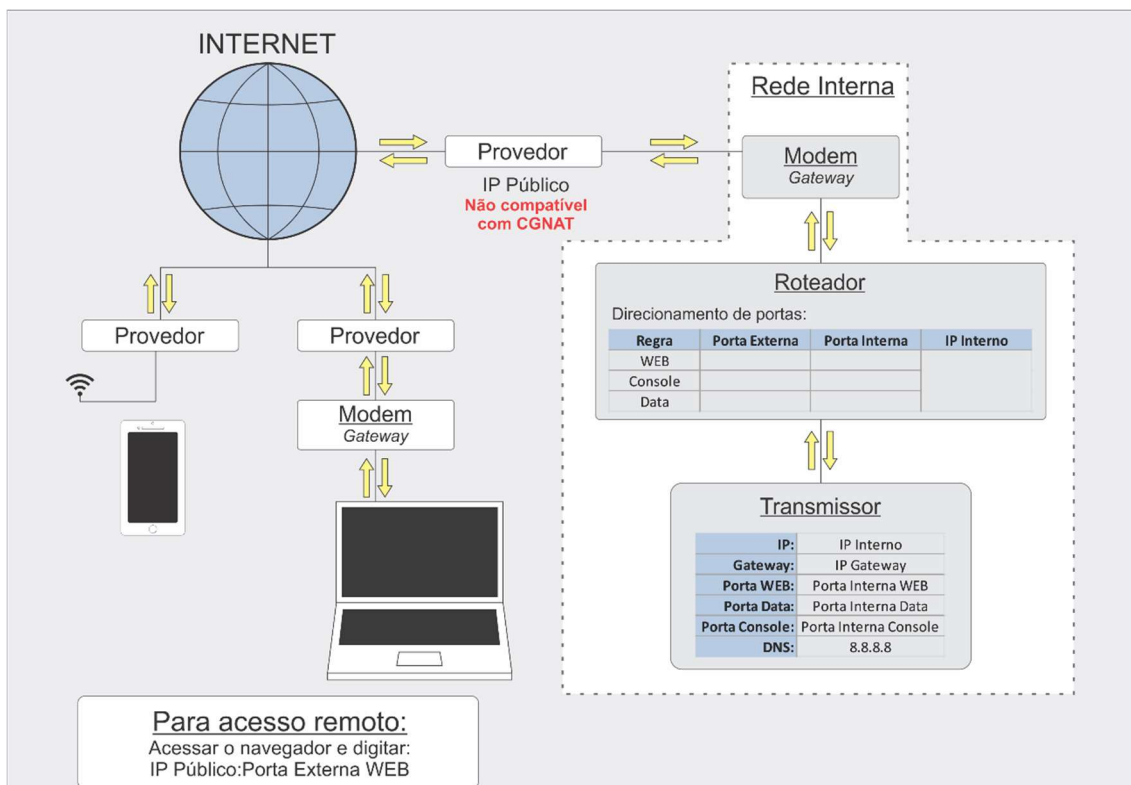 INTERNET
Rede Interna
Provedor
IP Público
Não compatível
com CGNAT
Modem
Gateway
Roteador
Direcionamento de portas:
Regra Porta Externa Porta Interna IP Interno
WEB
Console
Data
Provedor
Provedor
Modem
Gateway
Transmissor
IP: IP Interno
Gateway: IP Gateway
Porta WEB: Porta Interna WEB
Porta Data: Porta Interna Data
Porta Console: Porta Interna Console
DNS: 8.8.8.8
Para acesso remoto:
Acessar o navegador e digitar:
IP Público:Porta Externa WEB